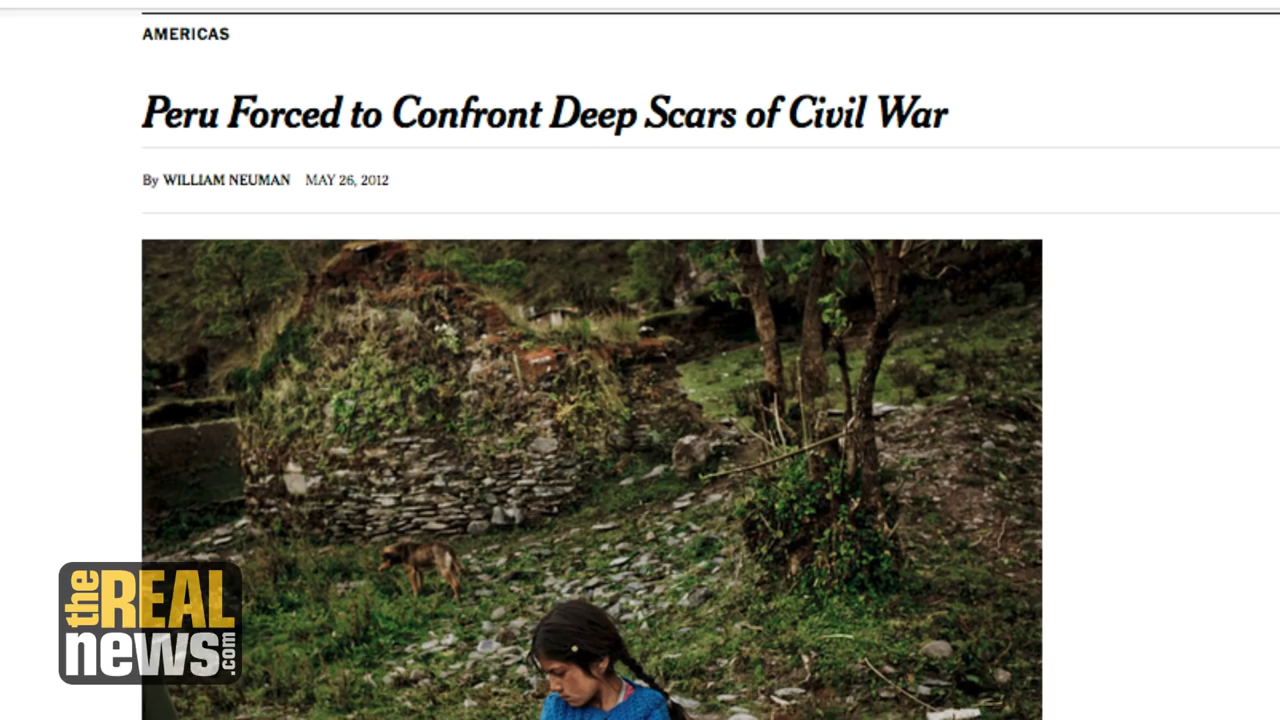 AMERICAS
Peru Forced to Confront Deep Scars of Civil War
By WILLIAM NEUMAN MAY 26, 2012
the REAL
news.com